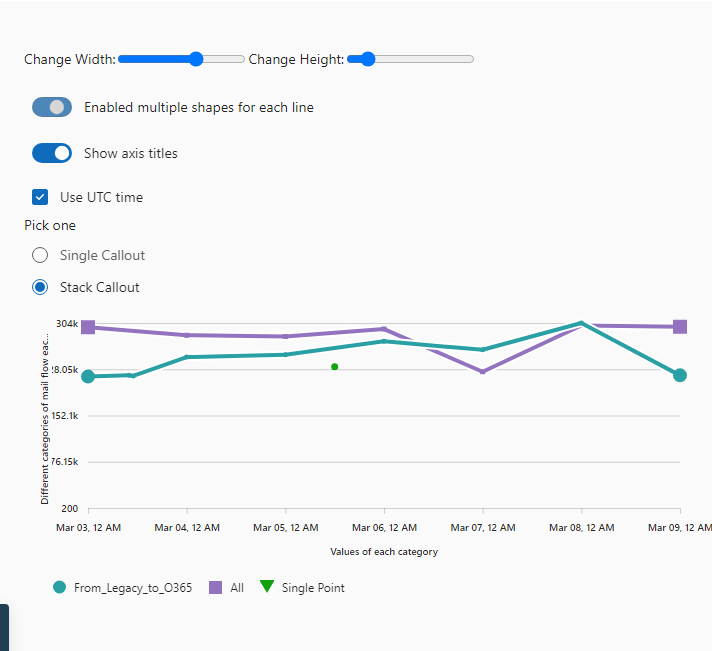 Change Width: Change Height:
Enabled multiple shapes for each line
Show axis titles
Use UTC time
Pick one
Single Callout
Stack Callout
304k
28.05k
152.1k
76.15k
200
Different categories of mail flow eac...
Mar 03, 12 AM Mar 04, 12 AM Mar 05, 12 AM Mar 06, 12 AM Mar 07, 12 AM Mar 08, 12 AM Mar 09, 12 AM
Values of each category
From_Legacy_to_O365 All Single Point